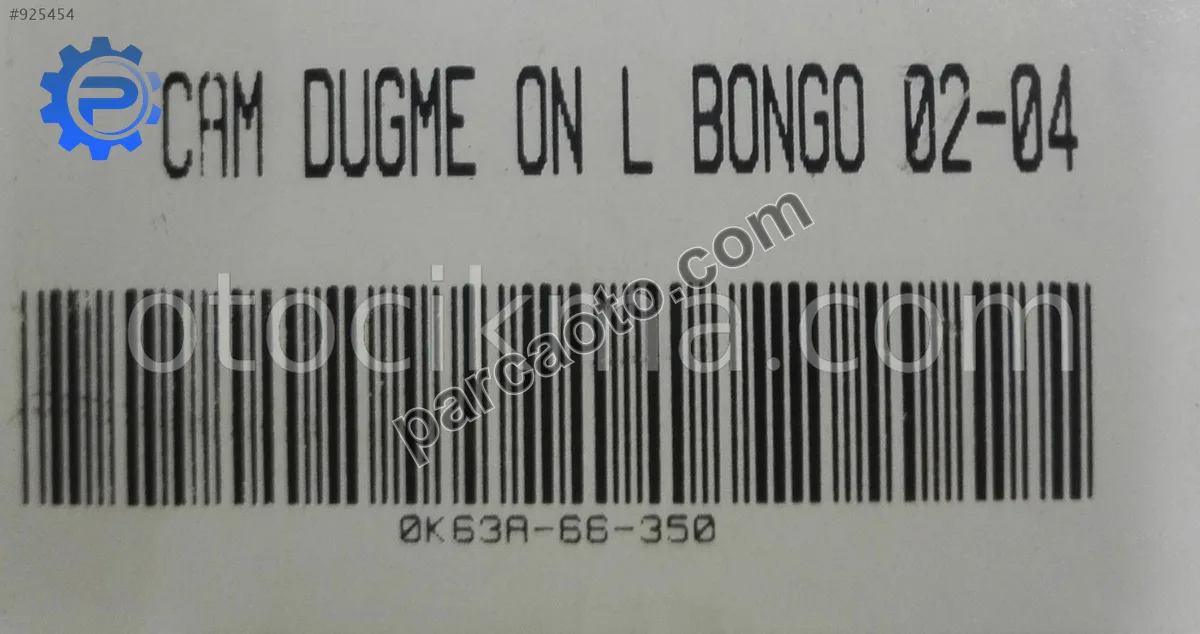 #925454
CAM DUGME ON L BONGO 02-04
otocikma.com
parcaoto.com
0K63A-66-350